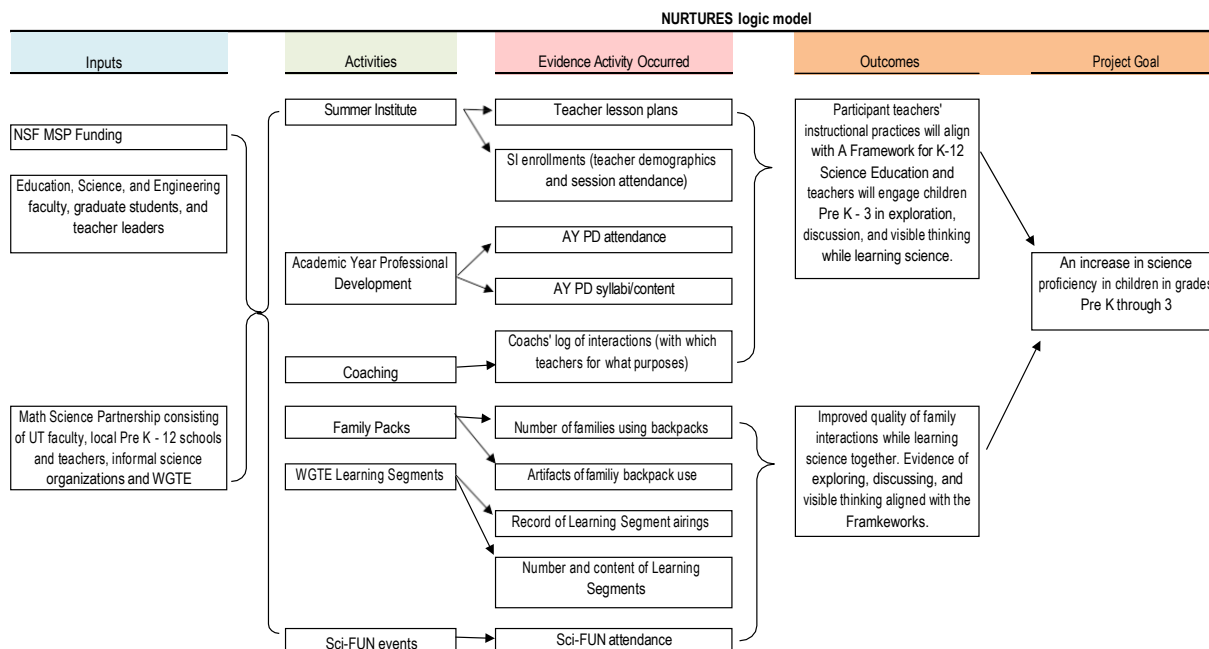 NURTURES logic model
Inputs
Activities
Evidence Activity Occurred
Outcomes
Project Goal
NSF MSP Funding
Education, Science, and Engineering
faculty, graduate students, and
teacher leaders
Math Science Partnership consisting
of UT faculty, local Pre K - 12 schools
and teachers, informal science
organizations and WGTE
Summer Institute
Academic Year Professional
Development
Coaching
Family Packs
WGTE Learning Segments
Sci-FUN events
Teacher lesson plans
SI enrollments (teacher demographics
and session attendance)
AY PD attendance
AY PD syllabi/content
Coachs' log of interactions (with which
teachers for what purposes)
Number of families using backpacks
Artifacts of familiy backpack use
Record of Learning Segment airings
Number and content of Learning
Segments
Sci-FUN attendance
Participant teachers'
instructional practices will align
with A Framework for K-12
Science Education and
teachers will engage children
Pre K - 3 in exploration,
discussion, and visible thinking
while learning science.
Improved quality of family
interactions while learning
science together. Evidence of
exploring, discussing, and
visible thinking aligned with the
Framkeworks.
An increase in science
proficiency in children in grades
Pre K through 3